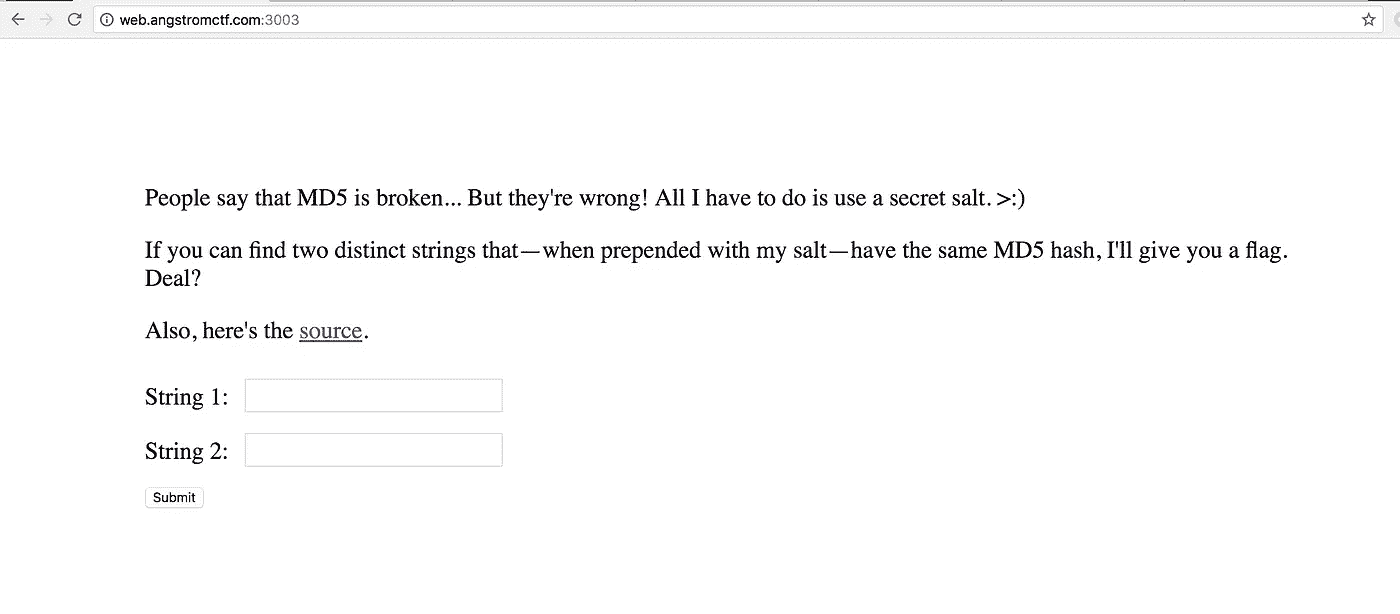 web.angstromctf.com:3003
People say that MD5 is broken... But they're wrong! All I have to do is use a secret salt. >:)
If you can find two distinct strings that—when prepended with my salt—have the same MD5 hash, I'll give you a flag.
Deal?
Also, here's the source.
String 1:
String 2:
Submit